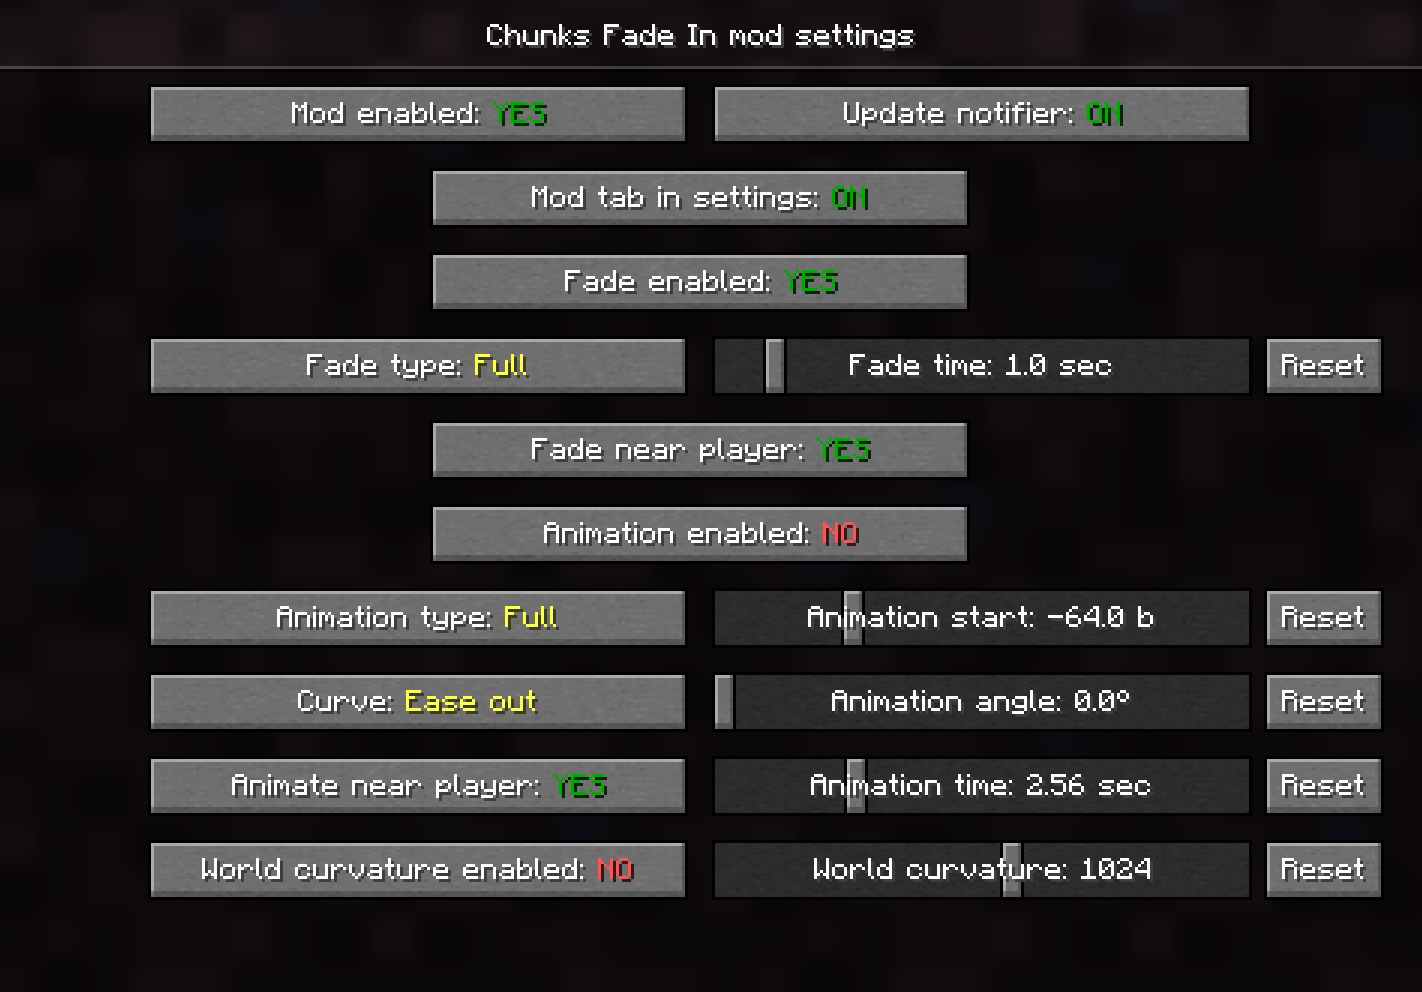 Chunks Fade In mod settings
Mod enabled: YES
Update notifier: ON
Mod tab in settings: ON
Fade enabled: YES
Fade type: Full
Fade time: 1.0 sec
Reset
Fade near player: YES
Animation enabled: NO
Animation type: Full
Animation start: -64.0 b
Reset
Curve: Ease out
Animation angle: 0.0°
Reset
Animate near player: YES
Animation time: 2.56 sec
Reset
World curvature enabled: NO
World curvature: 1024
Reset